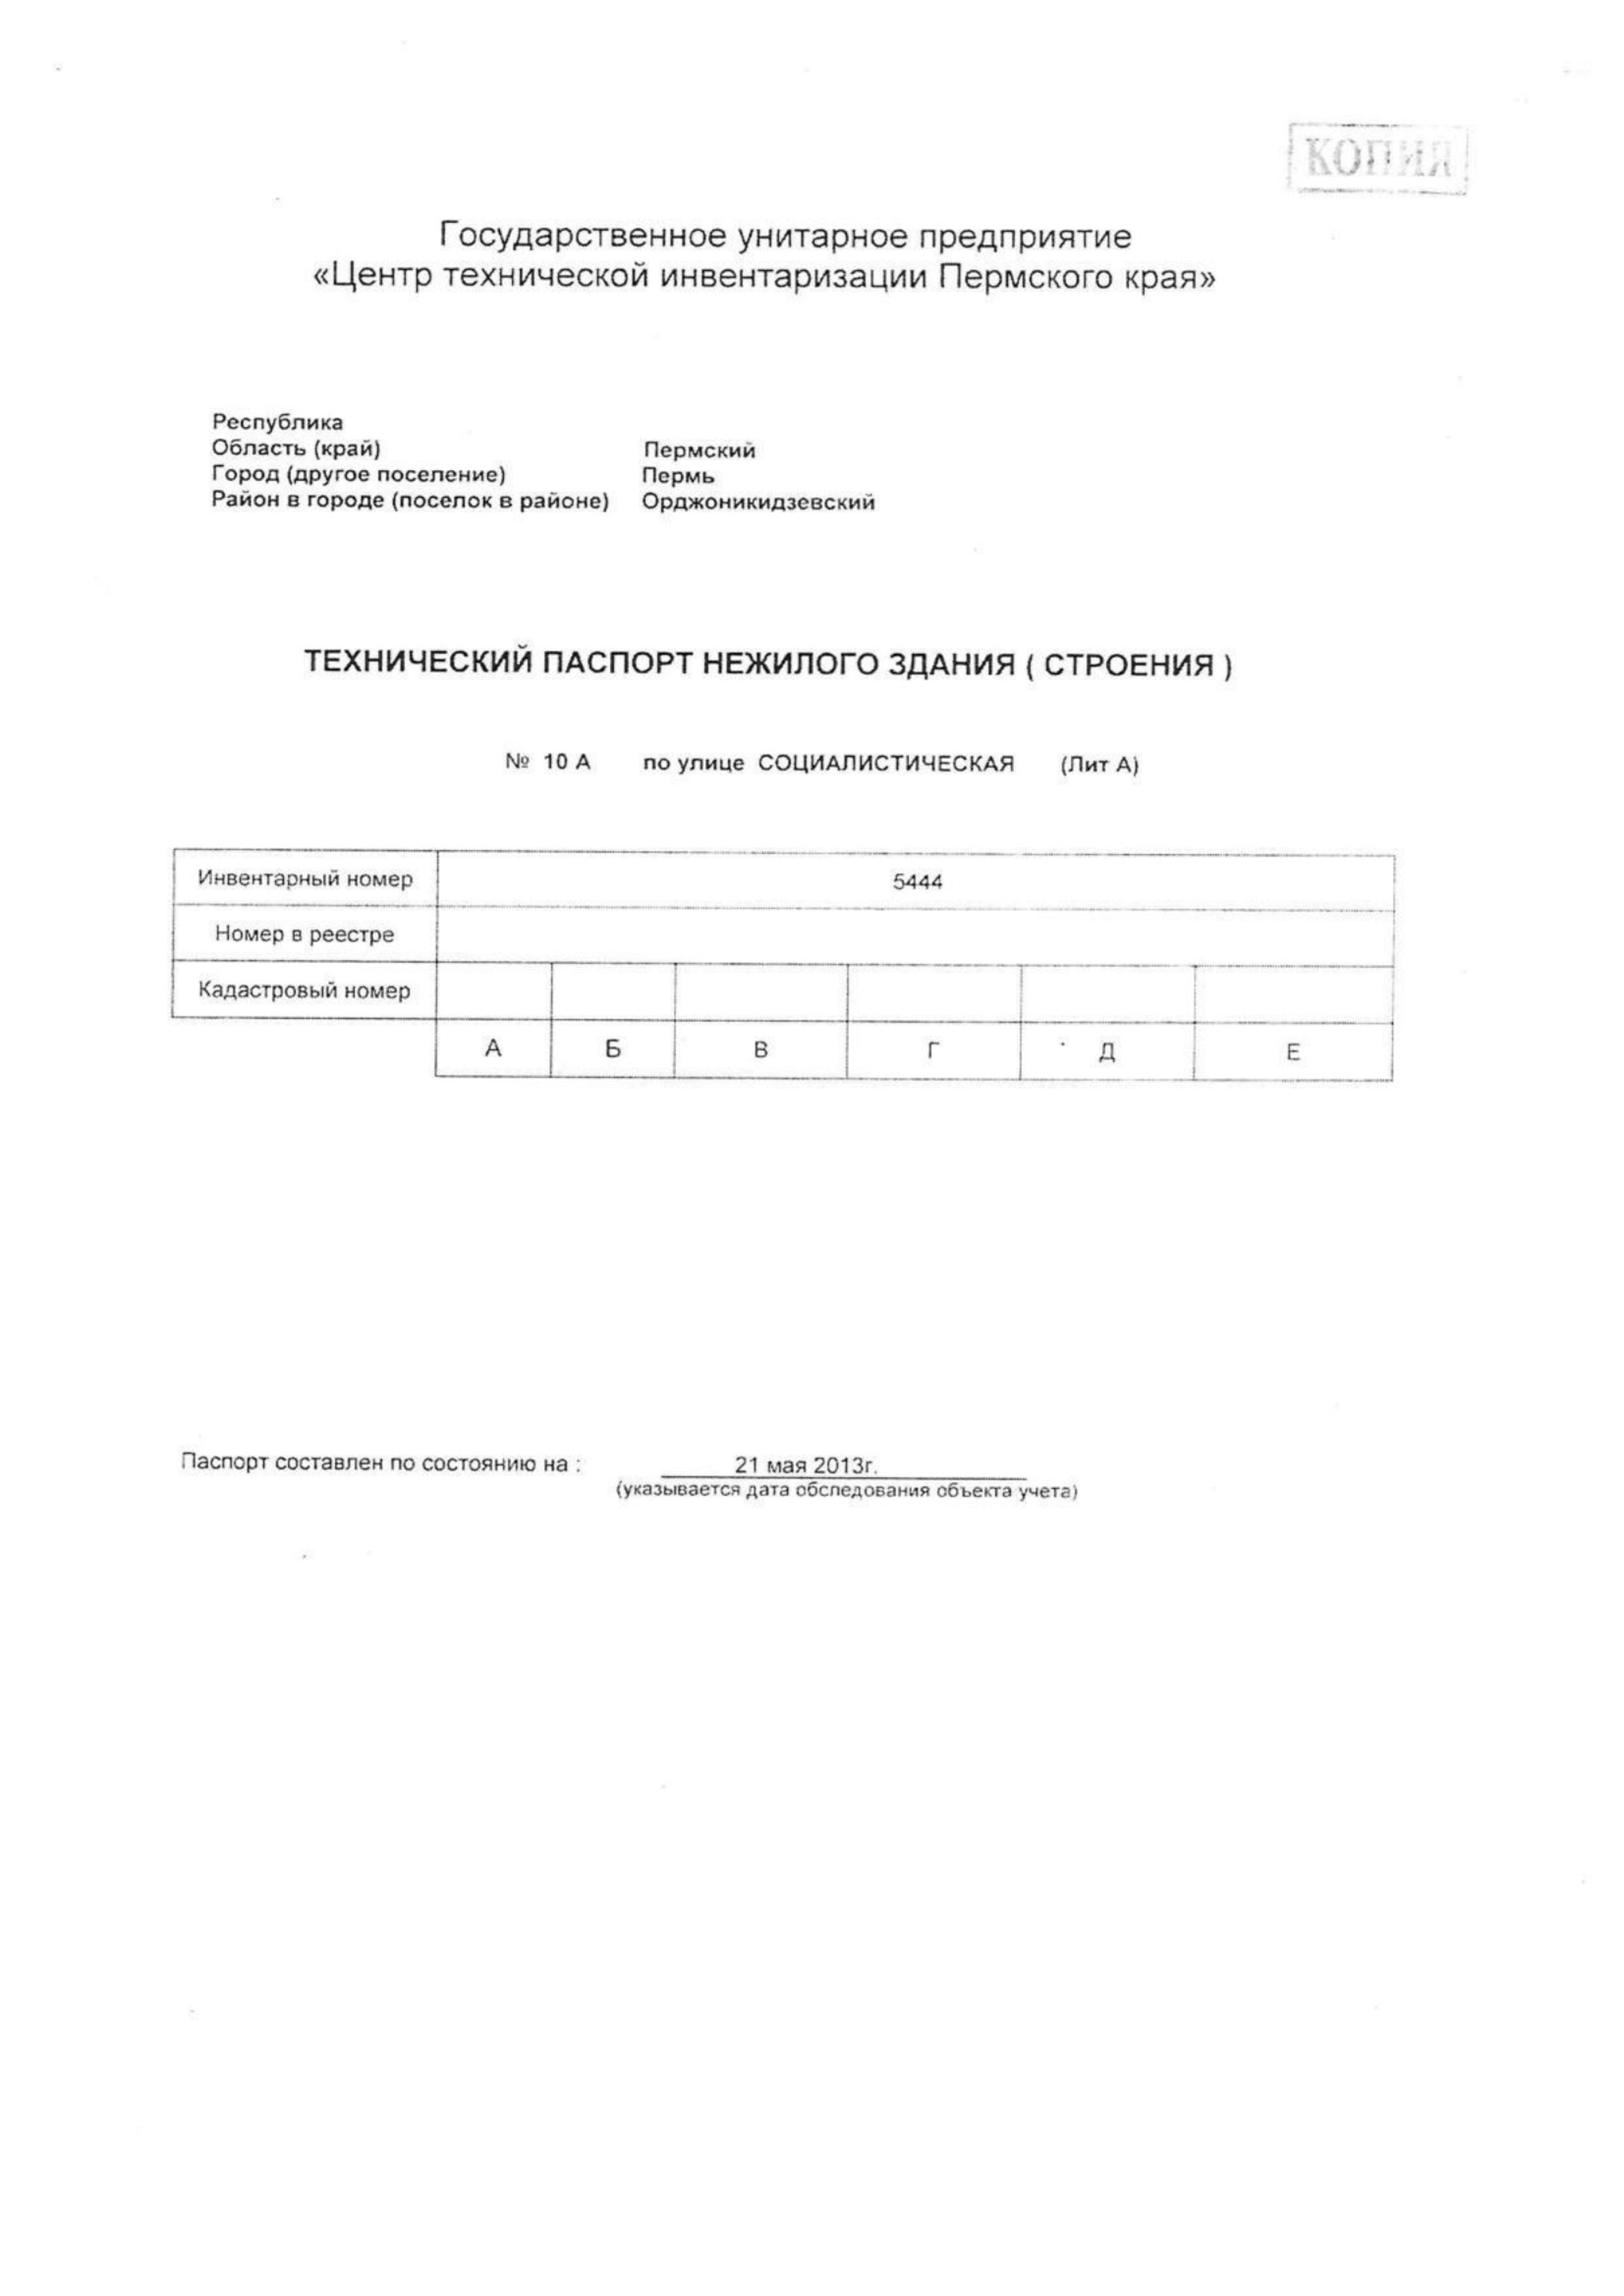 КОПИЯ
Государственное унитарное предприятие
«Центр технической инвентаризации Пермского края»
Республика
Область (край) Пермский
Город (другое поселение) Пермь
Район в городе (поселок в районе) Орджоникидзевский
ТЕХНИЧЕСКИЙ ПАСПОРТ НЕЖИЛОГО ЗДАНИЯ ( СТРОЕНИЯ )
№ 10 А по улице СОЦИАЛИСТИЧЕСКАЯ (Лит А)
Инвентарный номер 5444
Номер в реестре
Кадастровый номер
А Б В Г Д Е
Паспорт составлен по состоянию на : 21 мая 2013г.
(указывается дата обследования объекта учета)